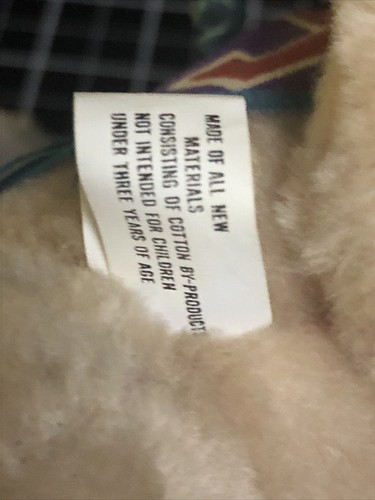 MADE OF ALL NEW
MATERIALS
CONSISTING OF COTTON BY-PRODUCTS
NOT INTENDED FOR CHILDREN
UNDER THREE YEARS OF AGE